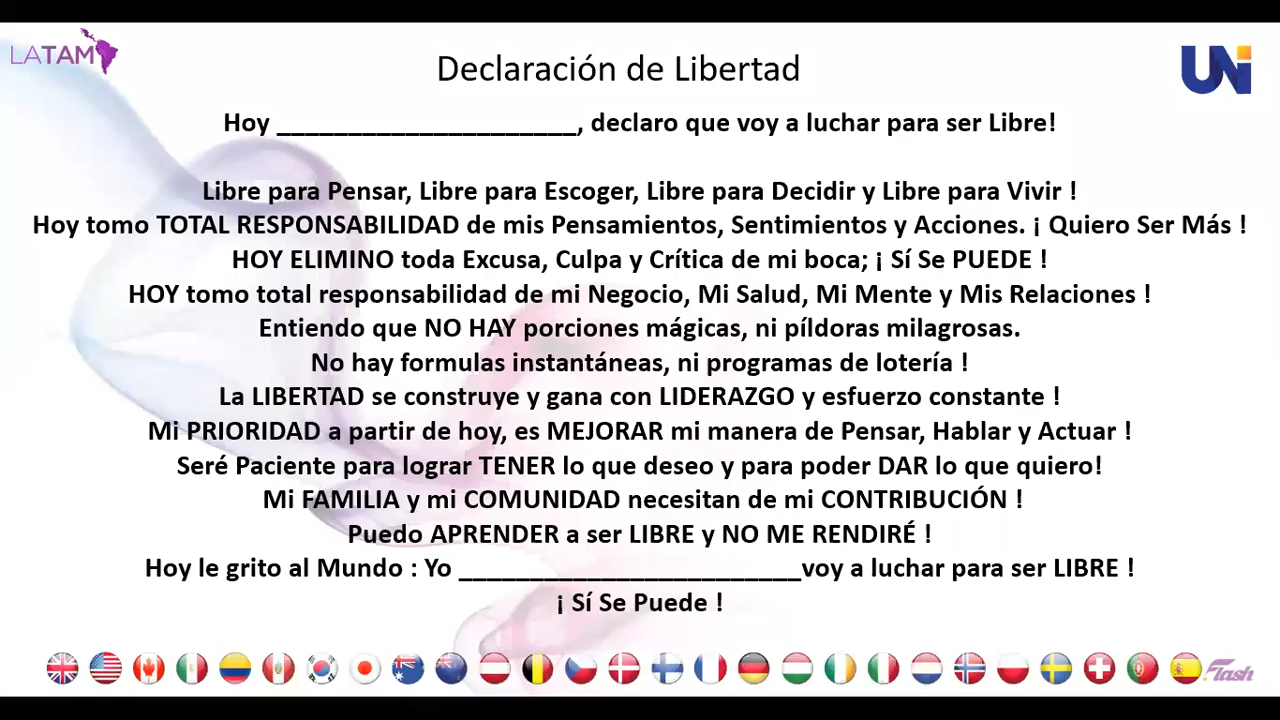 LATAM
Declaración de Libertad
UNi
Hoy _____________________, declaro que voy a luchar para ser Libre!
Libre para Pensar, Libre para Escoger, Libre para Decidir y Libre para Vivir !
Hoy tomo TOTAL RESPONSABILIDAD de mis Pensamientos, Sentimientos y Acciones. ¡ Quiero Ser Más !
HOY ELIMINO toda Excusa, Culpa y Crítica de mi boca; ¡ Sí Se PUEDE !
HOY tomo total responsabilidad de mi Negocio, Mi Salud, Mi Mente y Mis Relaciones !
Entiendo que NO HAY porciones mágicas, ni píldoras milagrosas.
No hay formulas instantáneas, ni programas de lotería !
La LIBERTAD se construye y gana con LIDERAZGO y esfuerzo constante !
Mi PRIORIDAD a partir de hoy, es MEJORAR mi manera de Pensar, Hablar y Actuar !
Seré Paciente para lograr TENER lo que deseo y para poder DAR lo que quiero!
Mi FAMILIA y mi COMUNIDAD necesitan de mi CONTRIBUCIÓN !
Puedo APRENDER a ser LIBRE y NO ME RENDIRÉ !
Hoy le grito al Mundo : Yo ________________________voy a luchar para ser LIBRE !
¡ Sí Se Puede !
Flash